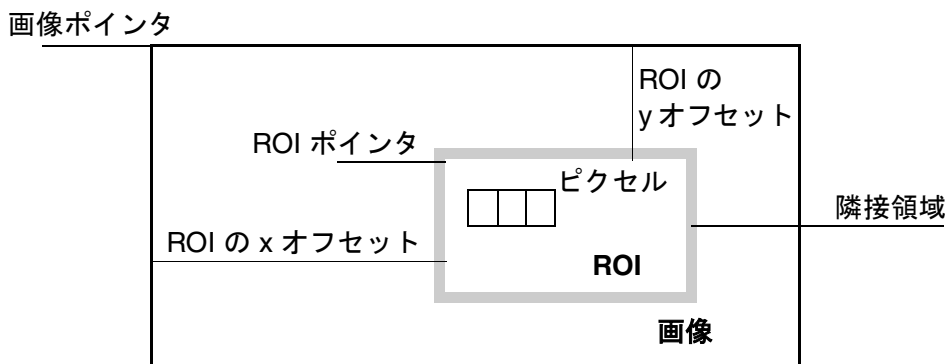 画像ポインタ
ROI の
y オフセット
ROI ポインタ
ピクセル
隣接領域
ROI の x オフセット
ROI
画像